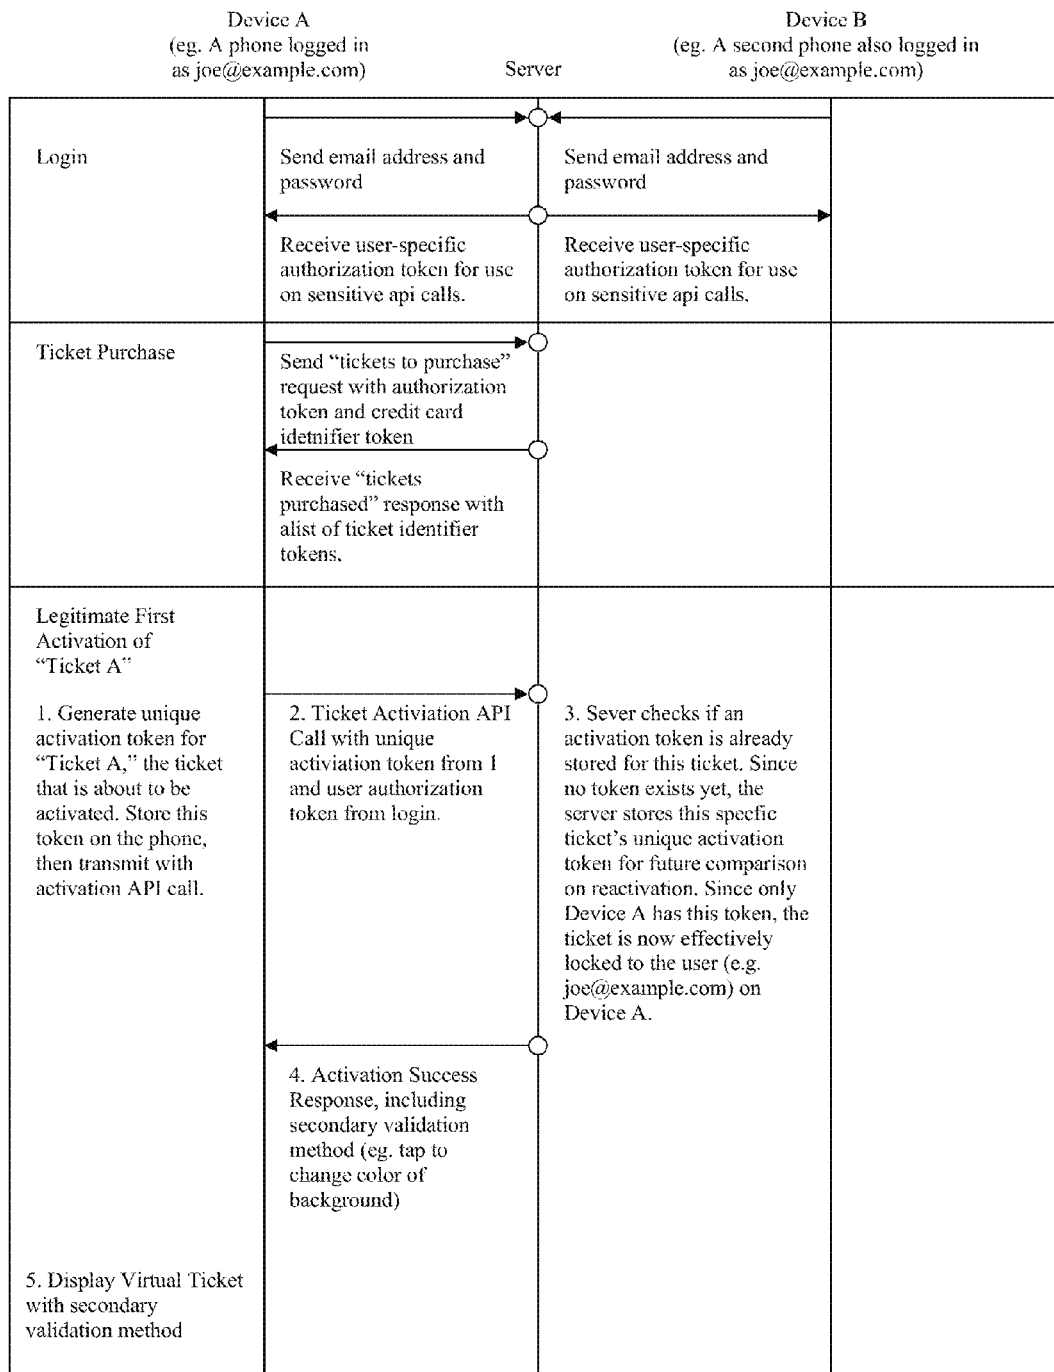 Device A
(eg. A phone logged in
as joe@example.com)
Server
Device B
(eg. A second phone also logged in
as joe@example.com)
Login
Send email address and
password
Send email address and
password
Receive user-specific
authorization token for use
on sensitive api calls.
Receive user-specific
authorization token for use
on sensitive api calls.
Ticket Purchase
Send “tickets to purchase”
request with authorization
token and credit card
idetnifier token
Receive “tickets
purchased” response with
alist of ticket identifier
tokens.
Legitimate First
Activation of
“Ticket A”
1. Generate unique
activation token for
“Ticket A,” the ticket
that is about to be
activated. Store this
token on the phone,
then transmit with
activation API call.
2. Ticket Activiation API
Call with unique
activiation token from 1
and user authorization
token from login.
3. Sever checks if an
activation token is already
stored for this ticket. Since
no token exists yet, the
server stores this specfic
ticket’s unique activation
token for future comparison
on reactivation. Since only
Device A has this token, the
ticket is now effectively
locked to the user (e.g.
joe@example.com) on
Device A.
4. Activation Success
Response, including
secondary validation
method (eg. tap to
change color of
background)
5. Display Virtual Ticket
with secondary
validation method